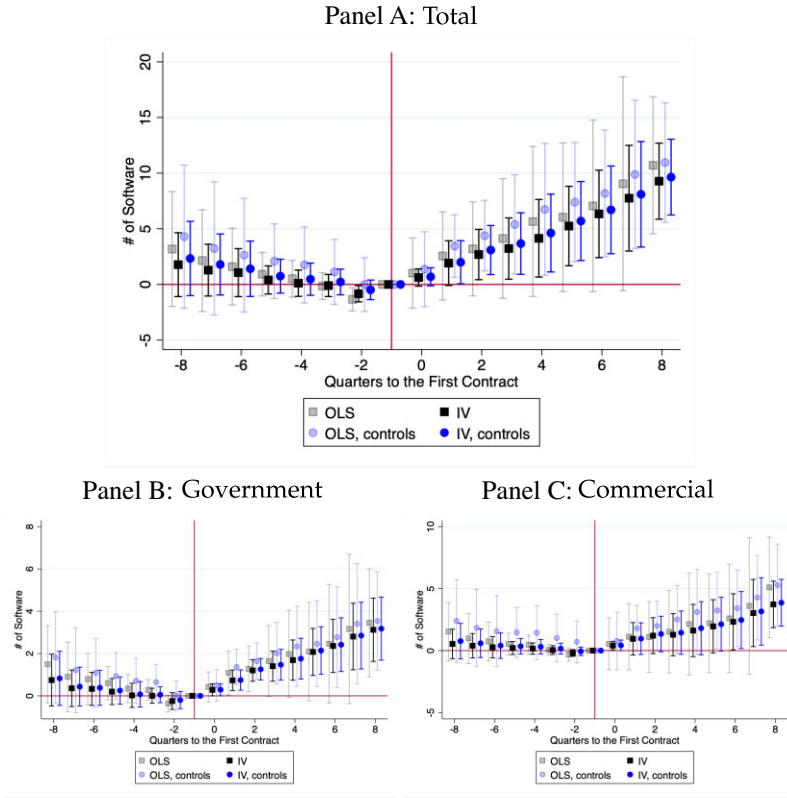 Panel A: Total
20
15
10
5
0
-5
# of Software
-8 -6 -4 -2 0 2 4 6 8
Quarters to the First Contract
OLS IV
OLS, controls IV, controls
Panel B: Government
8
6
4
2
0
# of Software
-8 -6 -4 -2 0 2 4 6 8
Quarters to the First Contract
OLS IV
OLS, controls IV, controls
Panel C: Commercial
10
5
0
-5
# of Software
-8 -6 -4 -2 0 2 4 6 8
Quarters to the First Contract
OLS IV
OLS, controls IV, controls